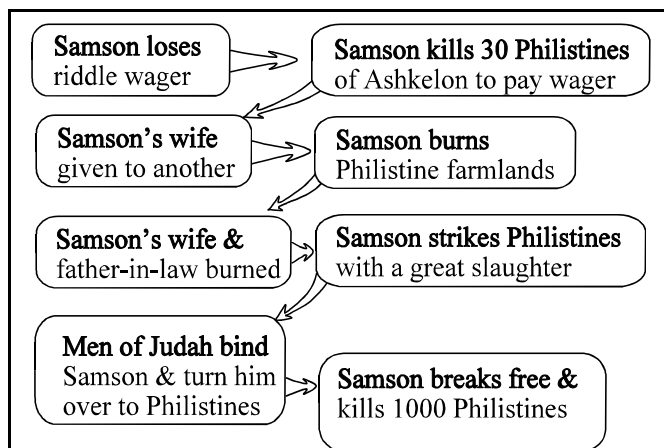 Samson loses
riddle wager
Samson kills 30 Philistines
of Ashkelon to pay wager
Samson's wife
given to another
Samson burns
Philistine farmlands
Samson's wife &
father-in-law burned
Samson strikes Philistines
with a great slaughter
Men of Judah bind
Samson & turn him
over to Philistines
Samson breaks free &
kills 1000 Philistines